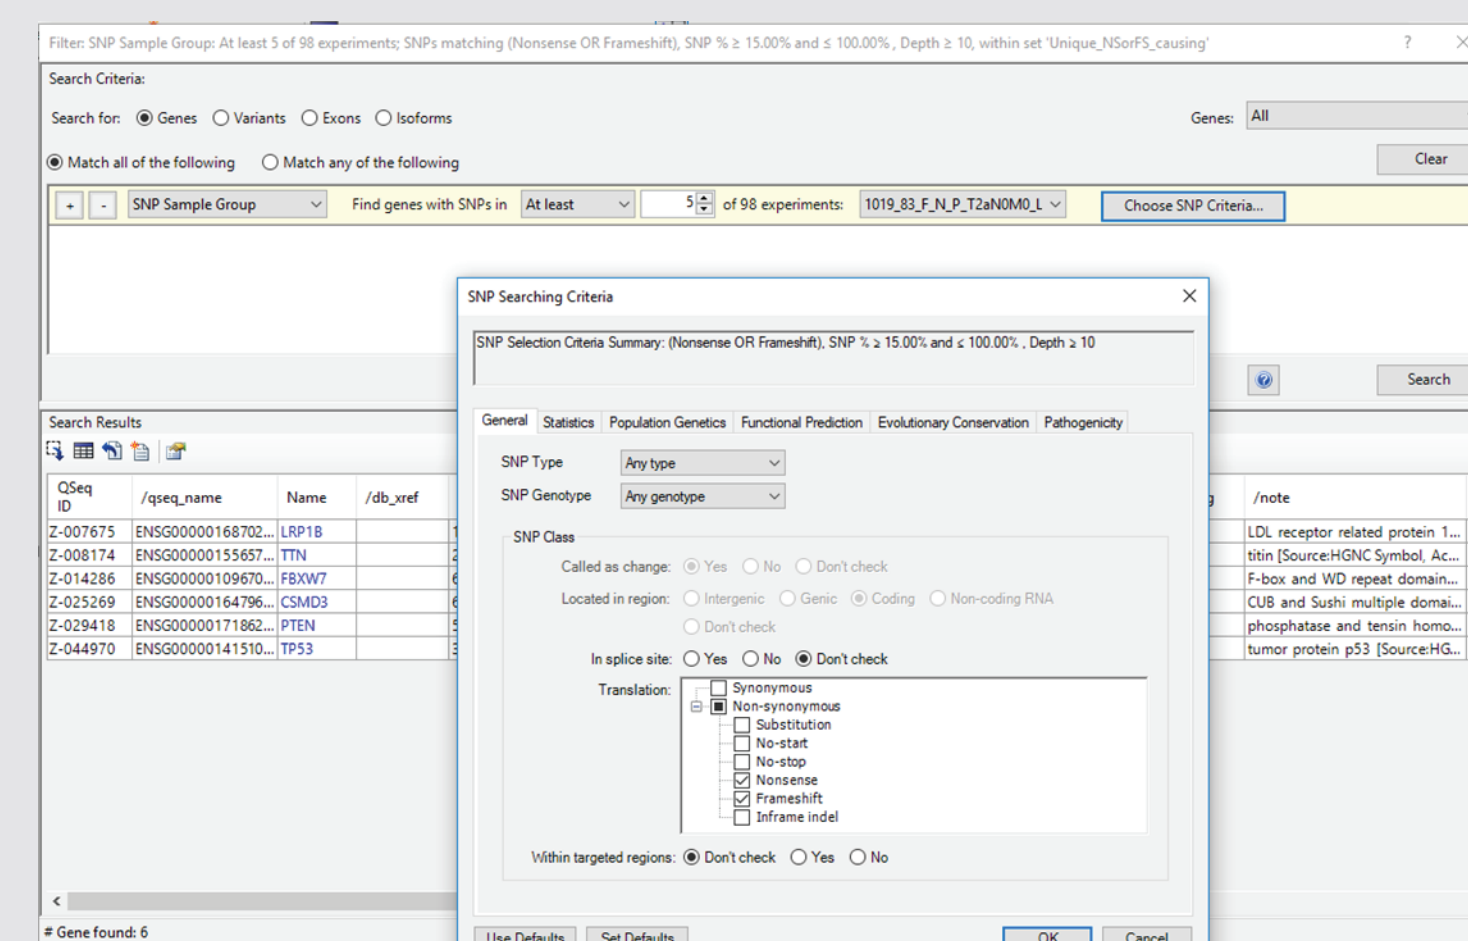 Filter: SNP Sample Group: At least 5 of 98 experiments; SNPs matching (Nonsense OR Frameshift), SNP % ≥ 15.00% and ≤ 100.00% , Depth ≥ 10, within set 'Unique_NSorFS_causing'
?
Search Criteria:
Search for: Genes Variants Exons Isoforms
Genes: All
Match all of the following Match any of the following
Clear
+ - SNP Sample Group Find genes with SNPs in At least 5 of 98 experiments: 1019_83_F_N_P_T2aN0M0_L Choose SNP Criteria...
SNP Searching Criteria
SNP Selection Criteria Summary: (Nonsense OR Frameshift), SNP % ≥ 15.00% and ≤ 100.00% , Depth ≥ 10
? Search
Search Results
General Statistics Population Genetics Functional Prediction Evolutionary Conservation Pathogenicity
SNP Type Any type
SNP Genotype Any genotype
SNP Class
Called as change: Yes No Don't check
Located in region: Intergenic Genic Coding Non-coding RNA
Don't check
In splice site: Yes No Don't check
Translation: Synonymous
Non-synonymous
Substitution
No-start
No-stop
Nonsense
Frameshift
Inframe indel
Within targeted regions: Don't check Yes No
Use Defaults Set Defaults OK Cancel
QSeq ID /qseq_name Name /db_xref /note
Z-007675 ENSG00000168702... LRP1B LDL receptor related protein 1...
Z-008174 ENSG00000155657... TTN titin [Source:HGNC Symbol, Ac...
Z-014286 ENSG00000109670... FBXW7 F-box and WD repeat domain...
Z-025269 ENSG00000164796... CSMD3 CUB and Sushi multiple domai...
Z-029418 ENSG00000171862... PTEN phosphatase and tensin homo...
Z-044970 ENSG00000141510... TP53 tumor protein p53 [Source:HG...
# Gene found: 6